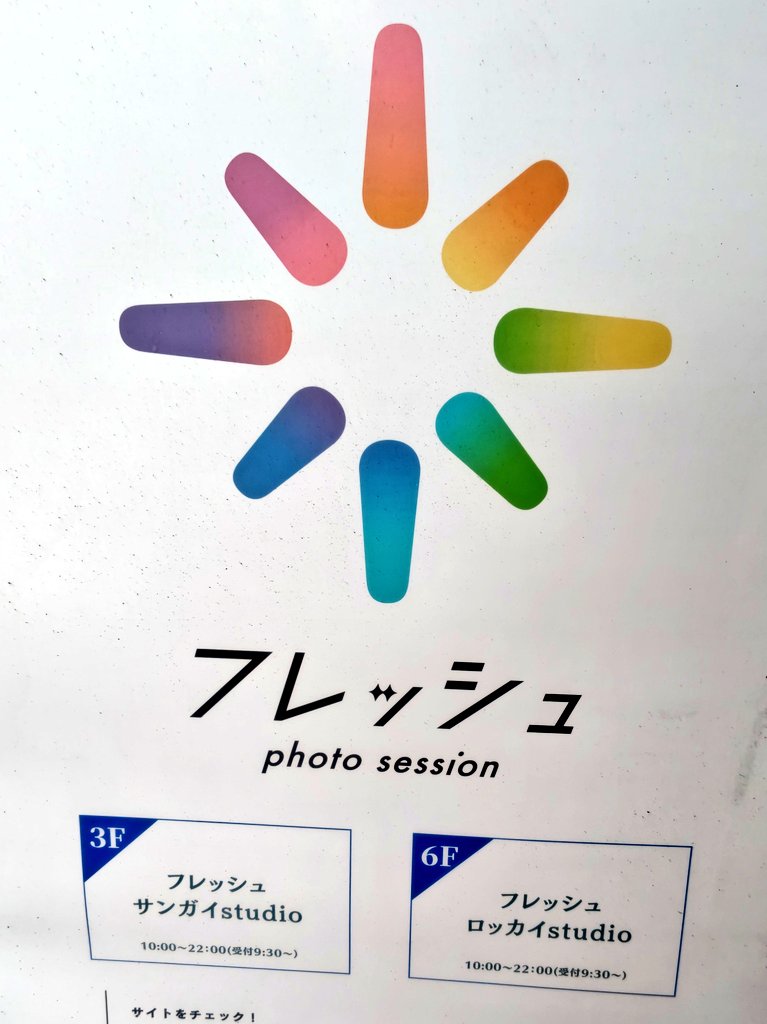 フレッシュ
photo session
3F
フレッシュ
サンガイstudio
10:00～22:00(受付9:30～)
6F
フレッシュ
ロッカイstudio
10:00～22:00(受付9:30～)
サイトをチェック！